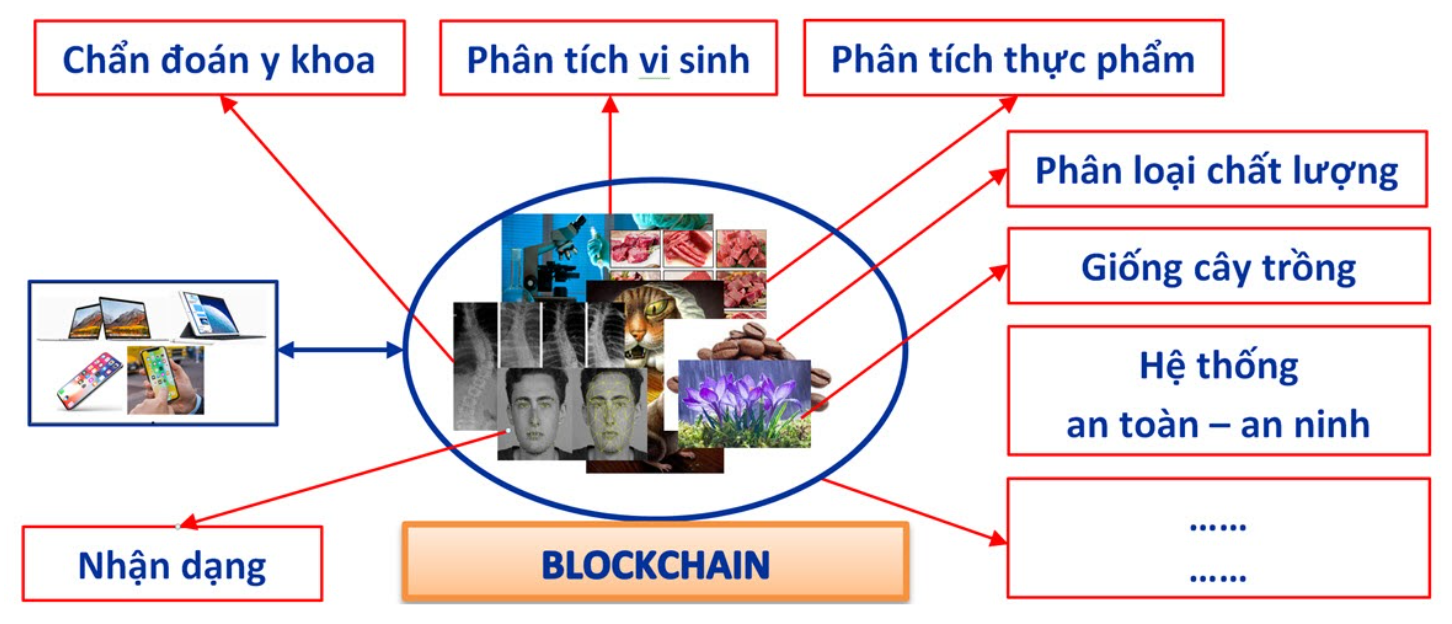 Chẩn đoán y khoa
Phân tích vi sinh
Phân tích thực phẩm
Phân loại chất lượng
Giống cây trồng
Hệ thống
an toàn – an ninh
......
......
Nhận dạng
BLOCKCHAIN